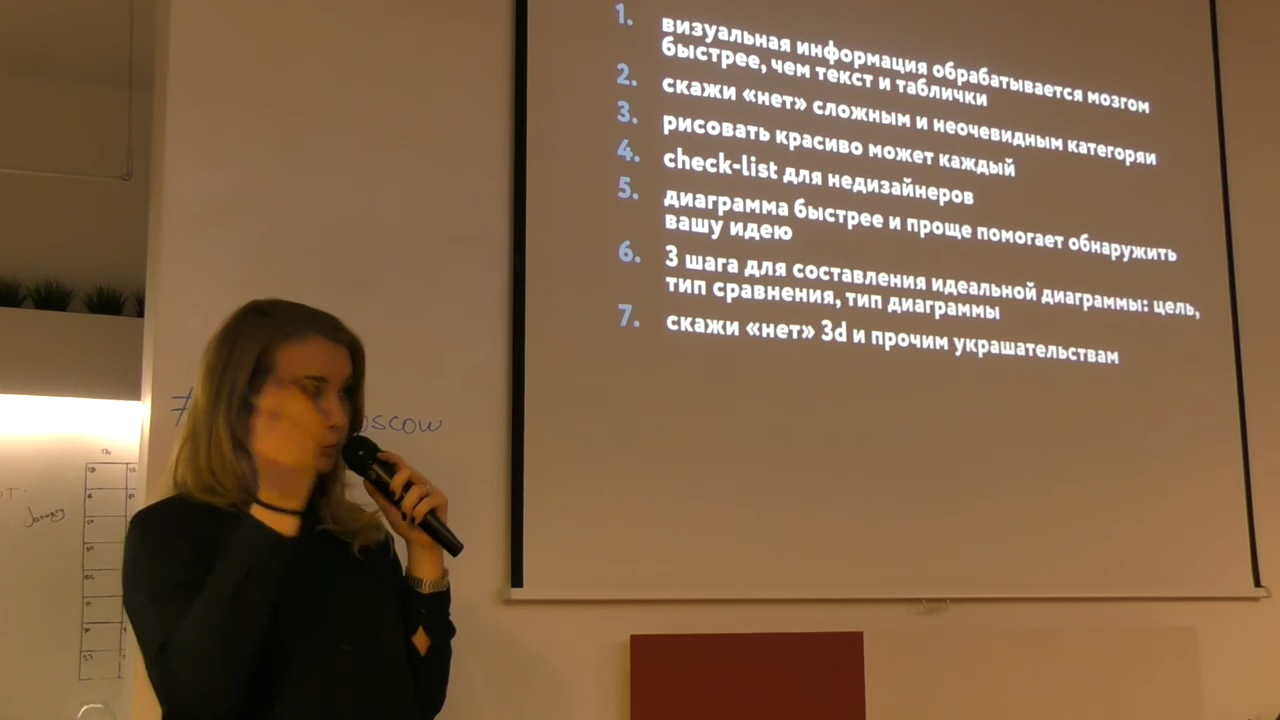 1. визуальная информация обрабатывается мозгом
быстрее, чем текст и таблички
2. скажи «нет» сложным и неочевидным категоряи
3. рисовать красиво может каждый
4. check-list для недизайнеров
5. диаграмма быстрее и проще помогает обнаружить
вашу идею
6. 3 шага для составления идеальной диаграммы: цель,
тип сравнения, тип диаграммы
7. скажи «нет» 3d и прочим украшательствам
oscow
January